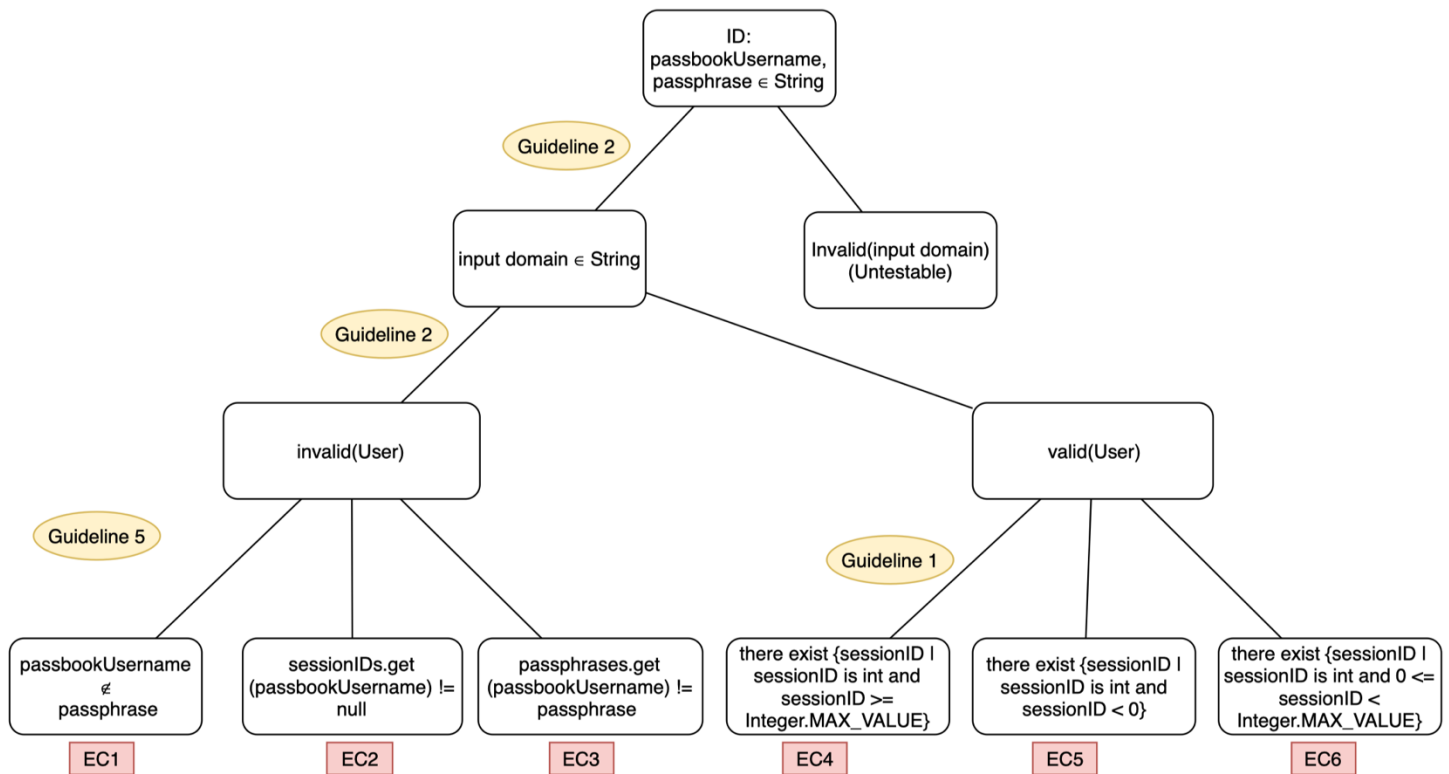 ID:
passbookUsername,
passphrase ∈ String
Guideline 2
input domain ∈ String
Invalid(input domain)
(Untestable)
Guideline 2
invalid(User)
valid(User)
Guideline 5
Guideline 1
passbookUsername
∉
passphrase
sessionIDs.get
(passbookUsername) !=
null
passphrases.get
(passbookUsername) !=
passphrase
there exist {sessionID |
sessionID is int and
sessionID >=
Integer.MAX_VALUE}
there exist {sessionID |
sessionID is int and
sessionID < 0}
there exist {sessionID |
sessionID is int and 0 <=
sessionID <
Integer.MAX_VALUE}
EC1
EC2
EC3
EC4
EC5
EC6